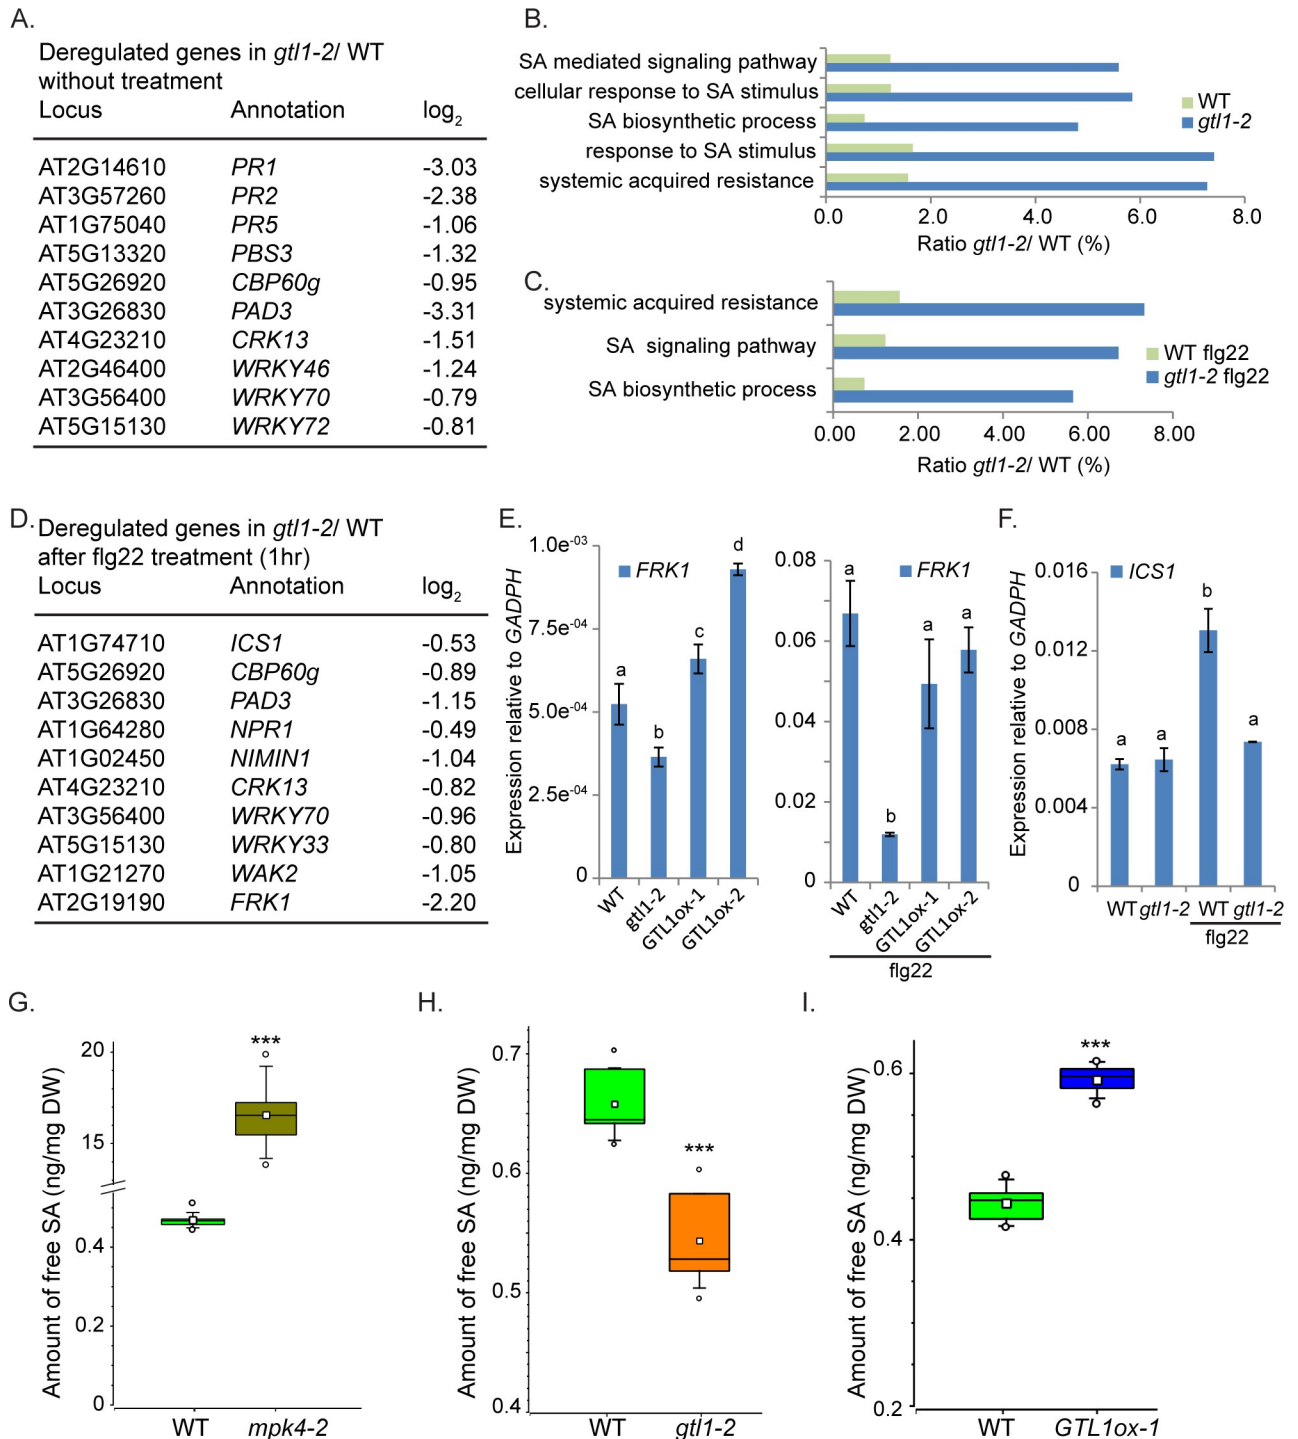 A.
Deregulated genes in gtl1-2/ WT
without treatment
Locus Annotation log2
AT2G14610 PR1 -3.03
AT3G57260 PR2 -2.38
AT1G75040 PR5 -1.06
AT5G13320 PBS3 -1.32
AT5G26920 CBP60g -0.95
AT3G26830 PAD3 -3.31
AT4G23210 CRK13 -1.51
AT2G46400 WRKY46 -1.24
AT3G56400 WRKY70 -0.79
AT5G15130 WRKY72 -0.81
B.
SA mediated signaling pathway
cellular response to SA stimulus
SA biosynthetic process
response to SA stimulus
systemic acquired resistance
WT
gtl1-2
0.0 2.0 4.0 6.0 8.0
Ratio gtl1-2/ WT (%)
C.
systemic acquired resistance
SA signaling pathway
SA biosynthetic process
WT flg22
gtl1-2 flg22
0.00 2.00 4.00 6.00 8.00
Ratio gtl1-2/ WT (%)
D.
Deregulated genes in gtl1-2/ WT
after flg22 treatment (1hr)
Locus Annotation log2
AT1G74710 ICS1 -0.53
AT5G26920 CBP60g -0.89
AT3G26830 PAD3 -1.15
AT1G64280 NPR1 -0.49
AT1G02450 NIMIN1 -1.04
AT4G23210 CRK13 -0.82
AT3G56400 WRKY70 -0.96
AT5G15130 WRKY33 -0.80
AT1G21270 WAK2 -1.05
AT2G19190 FRK1 -2.20
E.
Expression relative to GADPH
1.0e-03
7.5e-04
5.0e-04
2.5e-04
0
FRK1
a b c d
WT gtl1-2 GTL1ox-1 GTL1ox-2
0.08
0.06
0.04
0.02
0
FRK1
a b a a
WT gtl1-2 GTL1ox-1 GTL1ox-2
flg22
F.
Expression relative to GADPH
0.016
0.012
0.008
0.004
0
ICS1
a a b a
WT gtl1-2 WT gtl1-2
flg22
G.
Amount of free SA (ng/mg DW)
20
15
0.4
0.2
0
***
WT mpk4-2
H.
Amount of free SA (ng/mg DW)
0.7
0.6
0.5
0.4
***
WT gtl1-2
I.
Amount of free SA (ng/mg DW)
0.6
0.4
0.2
***
WT GTL1ox-1